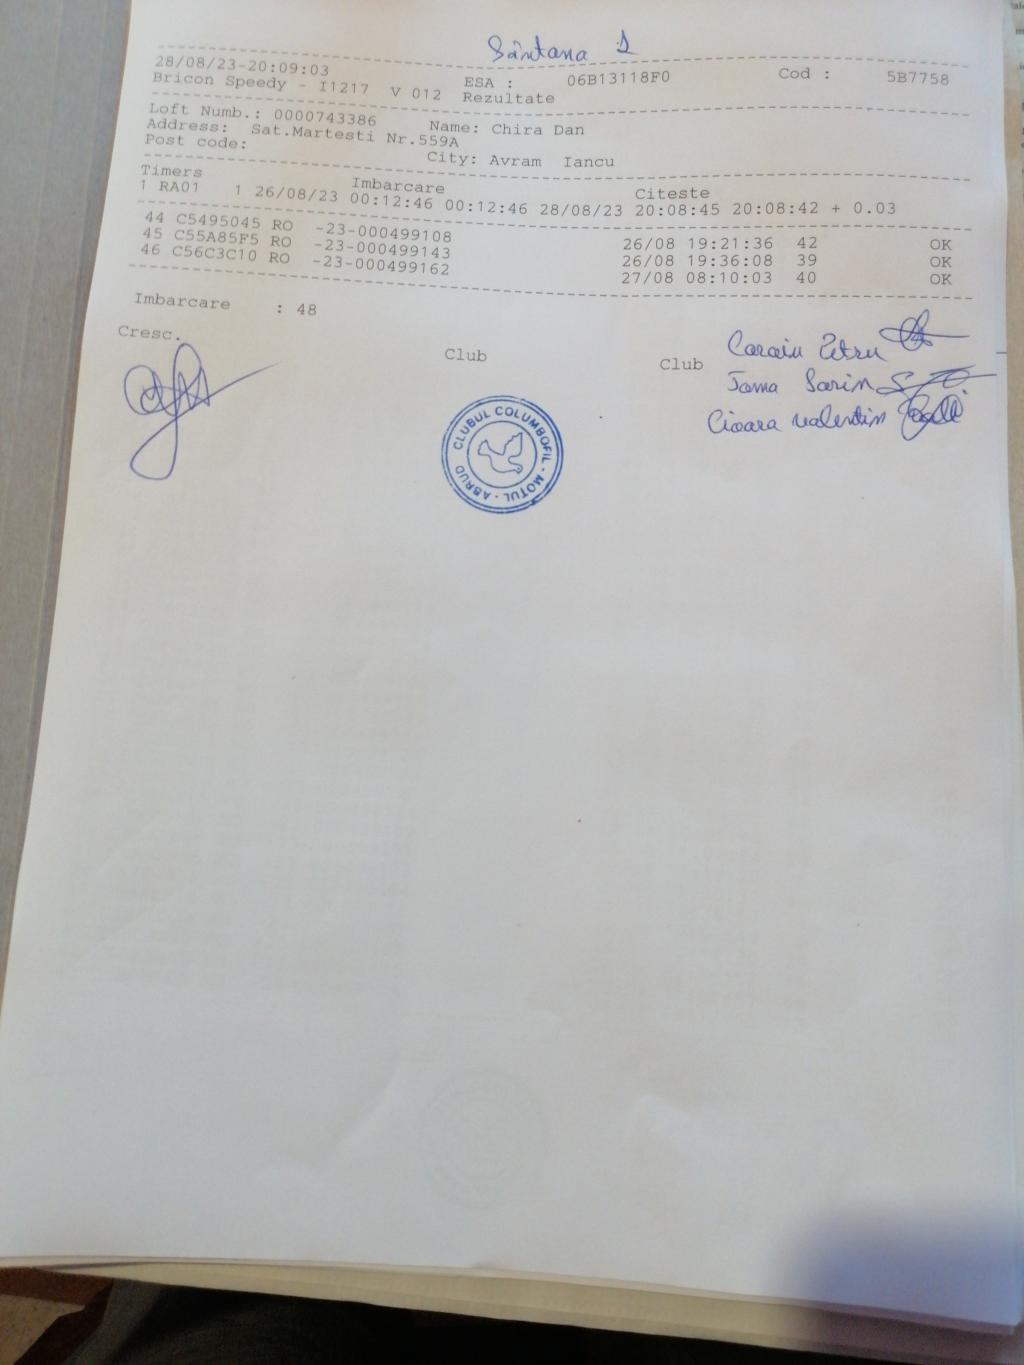 Sântana 1
28/08/23-20:09:03 ESA : 06B13118F0 Cod : 5B7758
Bricon Speedy - I1217 V 012 Rezultate
Loft Numb.: 0000743386 Name: Chira Dan
Address: Sat.Martesti Nr.559A
Post code: City: Avram Iancu
Timers Imbarcare Citeste
1 RA01 1 26/08/23 00:12:46 00:12:46 28/08/23 20:08:45 20:08:42 + 0.03
44 C5495045 RO -23-000499108 26/08 19:21:36 42 OK
45 C55A85F5 RO -23-000499143 26/08 19:36:08 39 OK
46 C56C3C10 RO -23-000499162 27/08 08:10:03 40 OK
Imbarcare : 48
Cresc. Club Club
Petru
Toma Sorin
Cioara Valentin
CLUBUL COLUMBOFIL - MOTUL - ABRUD